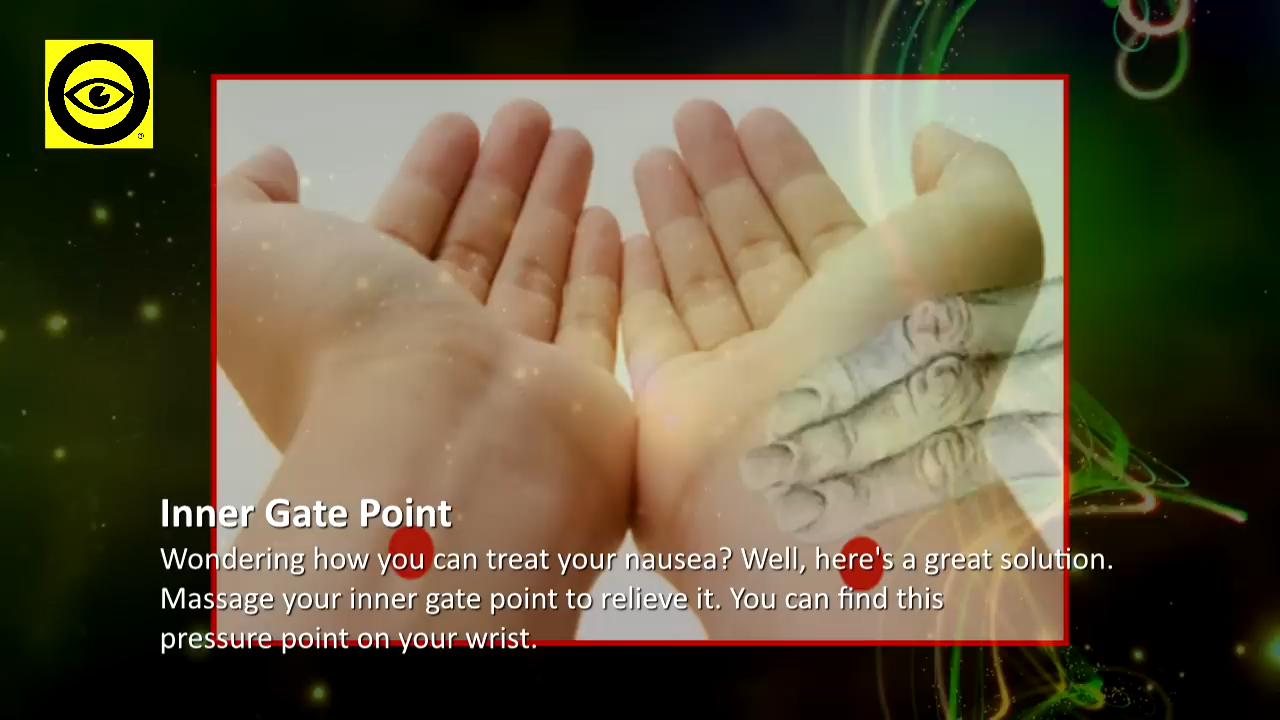 Inner Gate Point
Wondering how you can treat your nausea? Well, here's a great solution.
Massage your inner gate point to relieve it. You can find this
pressure point on your wrist.